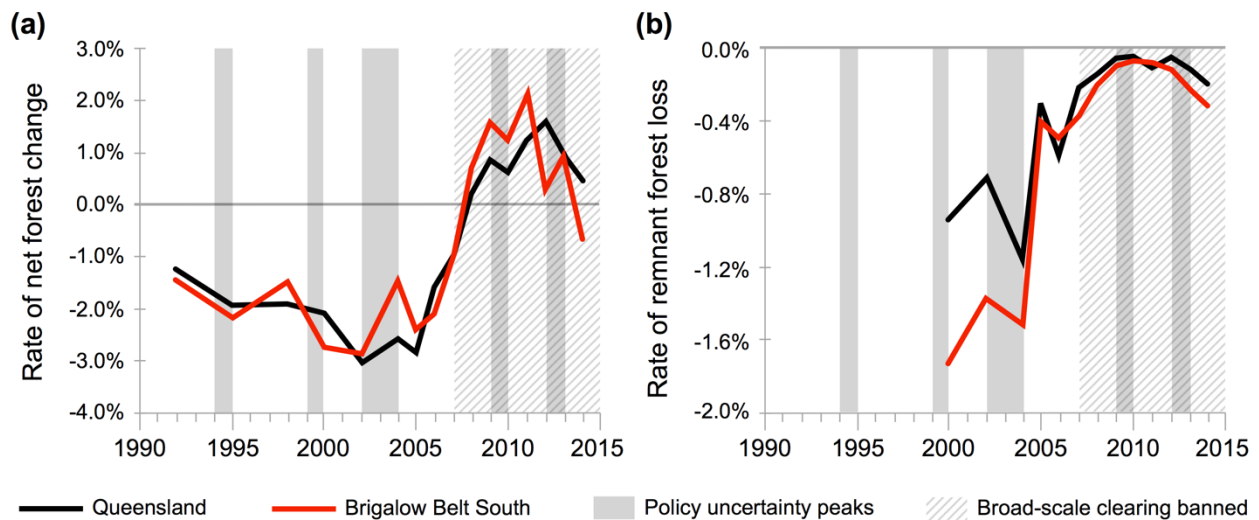 (a)
Rate of net forest change
3.0%
2.0%
1.0%
0.0%
-1.0%
-2.0%
-3.0%
-4.0%
1990 1995 2000 2005 2010 2015
(b)
Rate of remnant forest loss
0.0%
-0.4%
-0.8%
-1.2%
-1.6%
-2.0%
1990 1995 2000 2005 2010 2015
Queensland Brigalow Belt South Policy uncertainty peaks Broad-scale clearing banned